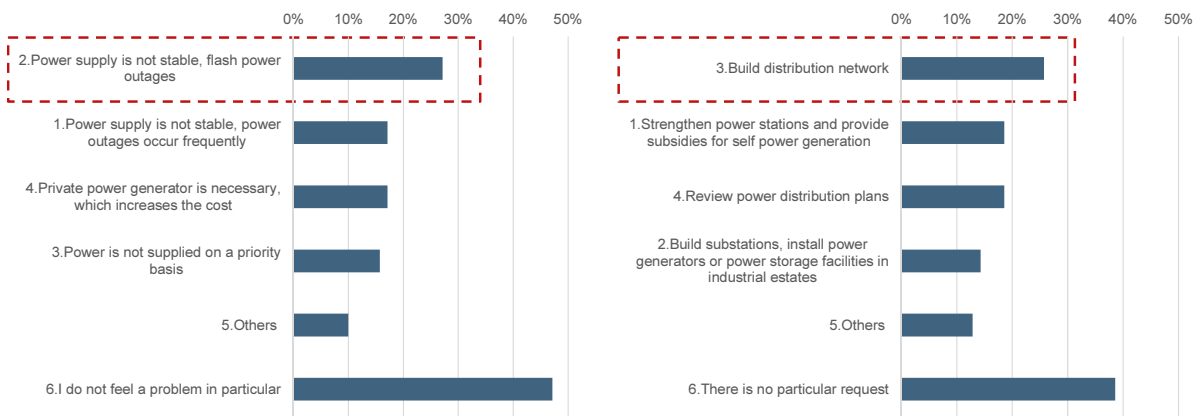 0% 10% 20% 30% 40% 50%
2.Power supply is not stable, flash power
outages
1.Power supply is not stable, power
outages occur frequently
4.Private power generator is necessary,
which increases the cost
3.Power is not supplied on a priority
basis
5.Others
6.I do not feel a problem in particular
0% 10% 20% 30% 40% 50%
3.Build distribution network
1.Strengthen power stations and provide
subsidies for self power generation
4.Review power distribution plans
2.Build substations, install power
generators or power storage facilities in
industrial estates
5.Others
6.There is no particular request